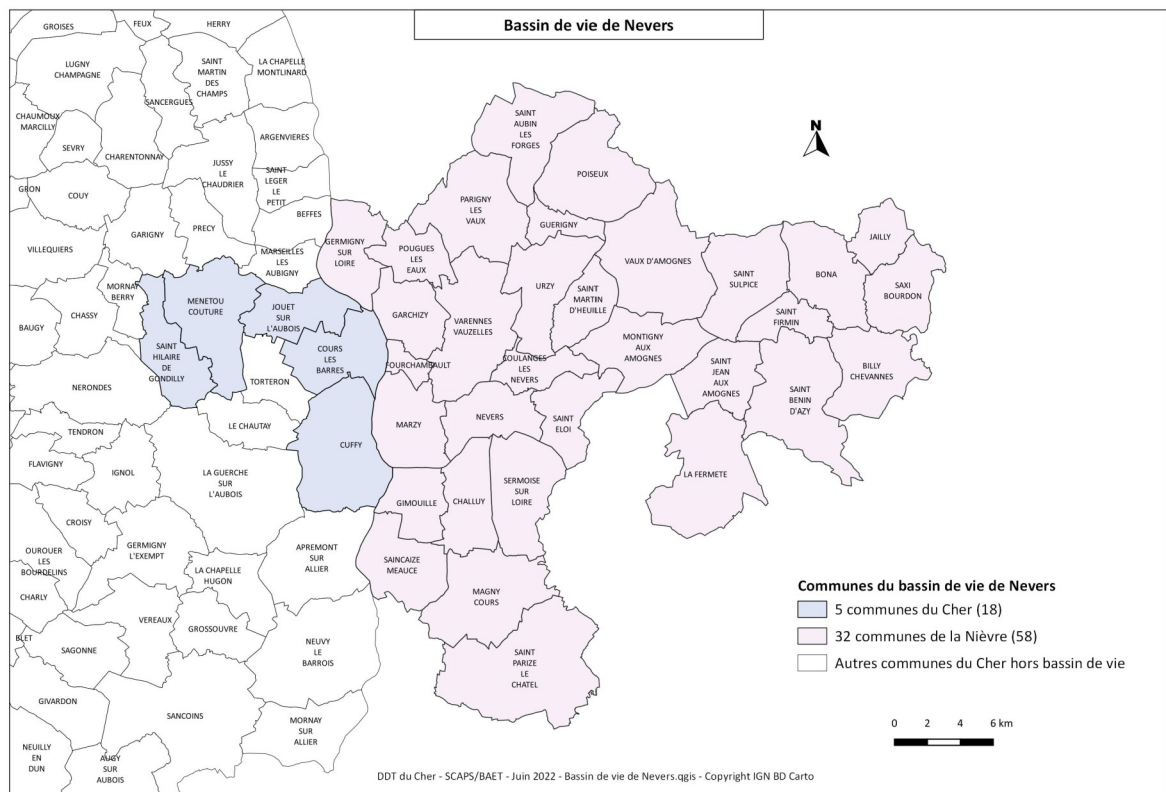 Bassin de vie de Nevers
GROISES
FEUX
HERRY
LUGNY
CHAMPAGNE
SAINT
MARTIN
DES
CHAMPS
LA CHAPELLE
MONTLINARD
SANCERGUES
CHAUMOUX
MARCILLY
SEVRY
CHARENTONNAY
ARGENVIERES
JUSSY
LE
CHAUDRIER
SAINT
LEGER
LE
PETIT
GRON
COUY
BEFFES
PRECY
GARIGNY
VILLEQUIERS
MARSEILLES
LES
AUBIGNY
MORNAY
BERRY
CHASSY
BAUGY
MENETOU
COUTURE
JOUET
SUR
L'AUBOIS
SAINT
HILAIRE
DE
GONDILLY
COURS
LES
BARRES
TORTERON
NERONDES
LE CHAUTAY
TENDRON
CUFFY
FLAVIGNY
IGNOL
LA GUERCHE
SUR
L'AUBOIS
CROISY
OUROUER
LES
BOURDELINS
GERMIGNY
L'EXEMPT
APREMONT
SUR
ALLIER
LA CHAPELLE
HUGON
CHARLY
VEREAUX
GROSSOUVRE
BLET
SAGONNE
NEUVY
LE
BARROIS
GIVARDON
SANCOINS
MORNAY
SUR
ALLIER
NEUILLY
EN
DUN
AUGY
SUR
AUBOIS
SAINT
AUBIN
LES
FORGES
POISEUX
PARIGNY
LES
VAUX
GUERIGNY
GERMIGNY
SUR
LOIRE
POUGUES
LES
EAUX
VAUX D'AMOGNES
JAILLY
BONA
SAINT
SULPICE
SAXI
BOURDON
URZY
SAINT
MARTIN
D'HEUILLE
GARCHIZY
VARENNES
VAUZELLES
SAINT
FIRMIN
MONTIGNY
AUX
AMOGNES
FOURCHAMBAULT
COULANGES
LES
NEVERS
SAINT
JEAN
AUX
AMOGNES
BILLY
CHEVANNES
SAINT
BENIN
D'AZY
MARZY
NEVERS
SAINT
ELOI
LA FERMETE
GIMOUILLE
CHALLUY
SERMOISE
SUR
LOIRE
SAINCAIZE
MEAUCE
MAGNY
COURS
SAINT
PARIZE
LE
CHATEL
N
Communes du bassin de vie de Nevers
5 communes du Cher (18)
32 communes de la Nièvre (58)
Autres communes du Cher hors bassin de vie
0 2 4 6 km
DDT du Cher - SCAPS/BAET - Juin 2022 - Bassin de vie de Nevers.qgis - Copyright IGN BD Carto